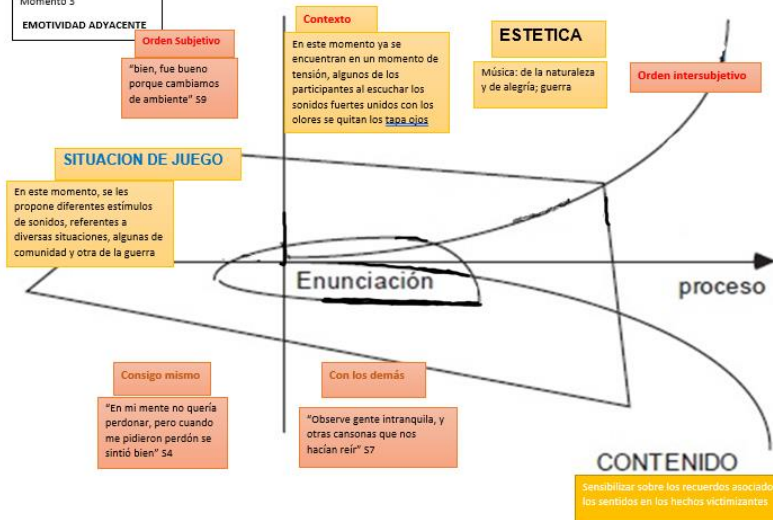 Momento 3
EMOTIVIDAD ADYACENTE
Orden Subjetivo
"bien, fue bueno
porque cambiamos
de ambiente" S9
Contexto
En este momento ya se
encuentran en un momento de
tensión, algunos de los
participantes al escuchar los
sonidos fuertes unidos con los
olores se quitan los tapa ojos
ESTETICA
Música: de la naturaleza
y de alegría; guerra
Orden intersubjetivo
SITUACION DE JUEGO
En este momento, se les
propone diferentes estímulos
de sonidos, referentes a
diversas situaciones, algunas de
comunidad y otra de la guerra
Enunciación
proceso
Consigo mismo
"En mi mente no quería
perdonar, pero cuando
me pidieron perdón se
sintió bien" S4
Con los demás
"Observe gente intranquila, y
otras cansonas que nos
hacían reír" S7
CONTENIDO
Sensibilizar sobre los recuerdos asociado
los sentidos en los hechos victimizantes